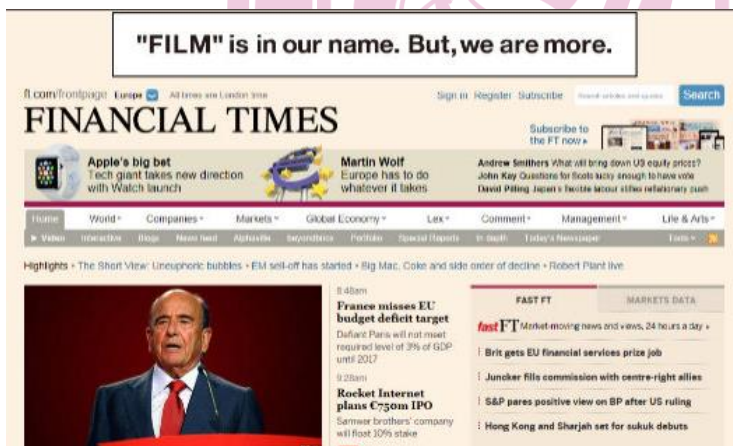 "FILM" is in our name. But, we are more.
ft.com/frontpage Europe All times are London time
Sign in Register Subscribe Search
FINANCIAL TIMES
Subscribe to
the FT now
Apple's
big bet
Tech giant takes new direction
with Watch launch
Martin Wolf
Europe has to do
whatever it takes
Andrew Smithers What will bring down US equity prices?
John Kay Questions for Scots lucky enough to have vote
David Pilling Japan's flexible labour stifles reflationary push
Home World Companies Markets Global Economy Lex Comment Management Life & Arts
Video Interactive Blogs News feed Alphaville beyondbrics Portfolio Special Reports In depth Today's Newspaper Tools
Highlights • The Short View: Uneuphoric bubbles • EM sell-off has started • Big Mac, Coke and side order of decline • Robert Plant live
8:48am
France misses EU
budget deficit target
Defiant Paris will not meet
required level of 3% of GDP
until 2017
9:28am
Rocket Internet
plans €750m IPO
Samwer brothers' company
will float 10% stake
FAST FT MARKETS DATA
fast FT Market-moving news and views, 24 hours a day
Brit gets EU financial services prize job
Juncker fills commission with centre-right allies
S&P pares positive view on BP after US ruling
Hong Kong and Sharjah set for sukuk debuts